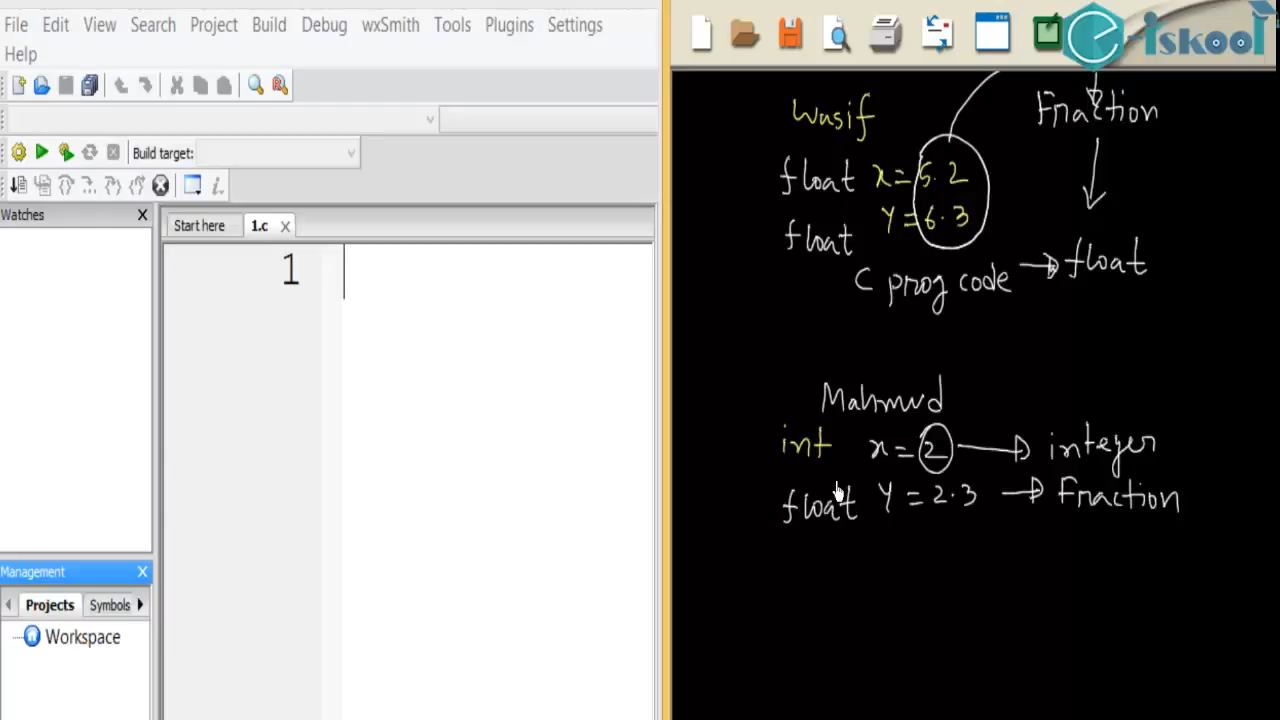 File Edit View Search Project Build Debug wxSmith Tools Plugins Settings
Help
Build target:
Watches
Start here 1.c
1
Management
Projects Symbols
Workspace
e-iskool
Wasif
Fraction
float x=5.2
float y=6.3
C prog code → float
Mahmud
int x=2 → integer
float y=2.3 → Fraction